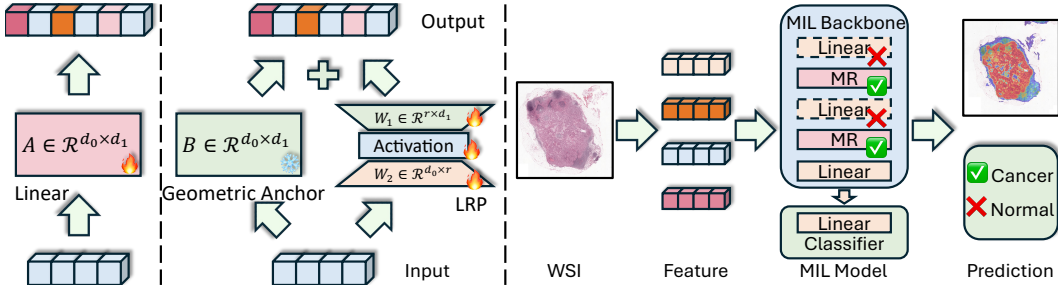 Output
A ∈ ℛ^{d_0×d_1}
Linear
B ∈ ℛ^{d_0×d_1}
Geometric Anchor
W_1 ∈ ℛ^{r×d_1}
Activation
W_2 ∈ ℛ^{d_0×r}
LRP
Input
WSI
Feature
MIL Backbone
Linear
MR
Linear
MR
Linear
Linear
Classifier
MIL Model
Cancer
Normal
Prediction